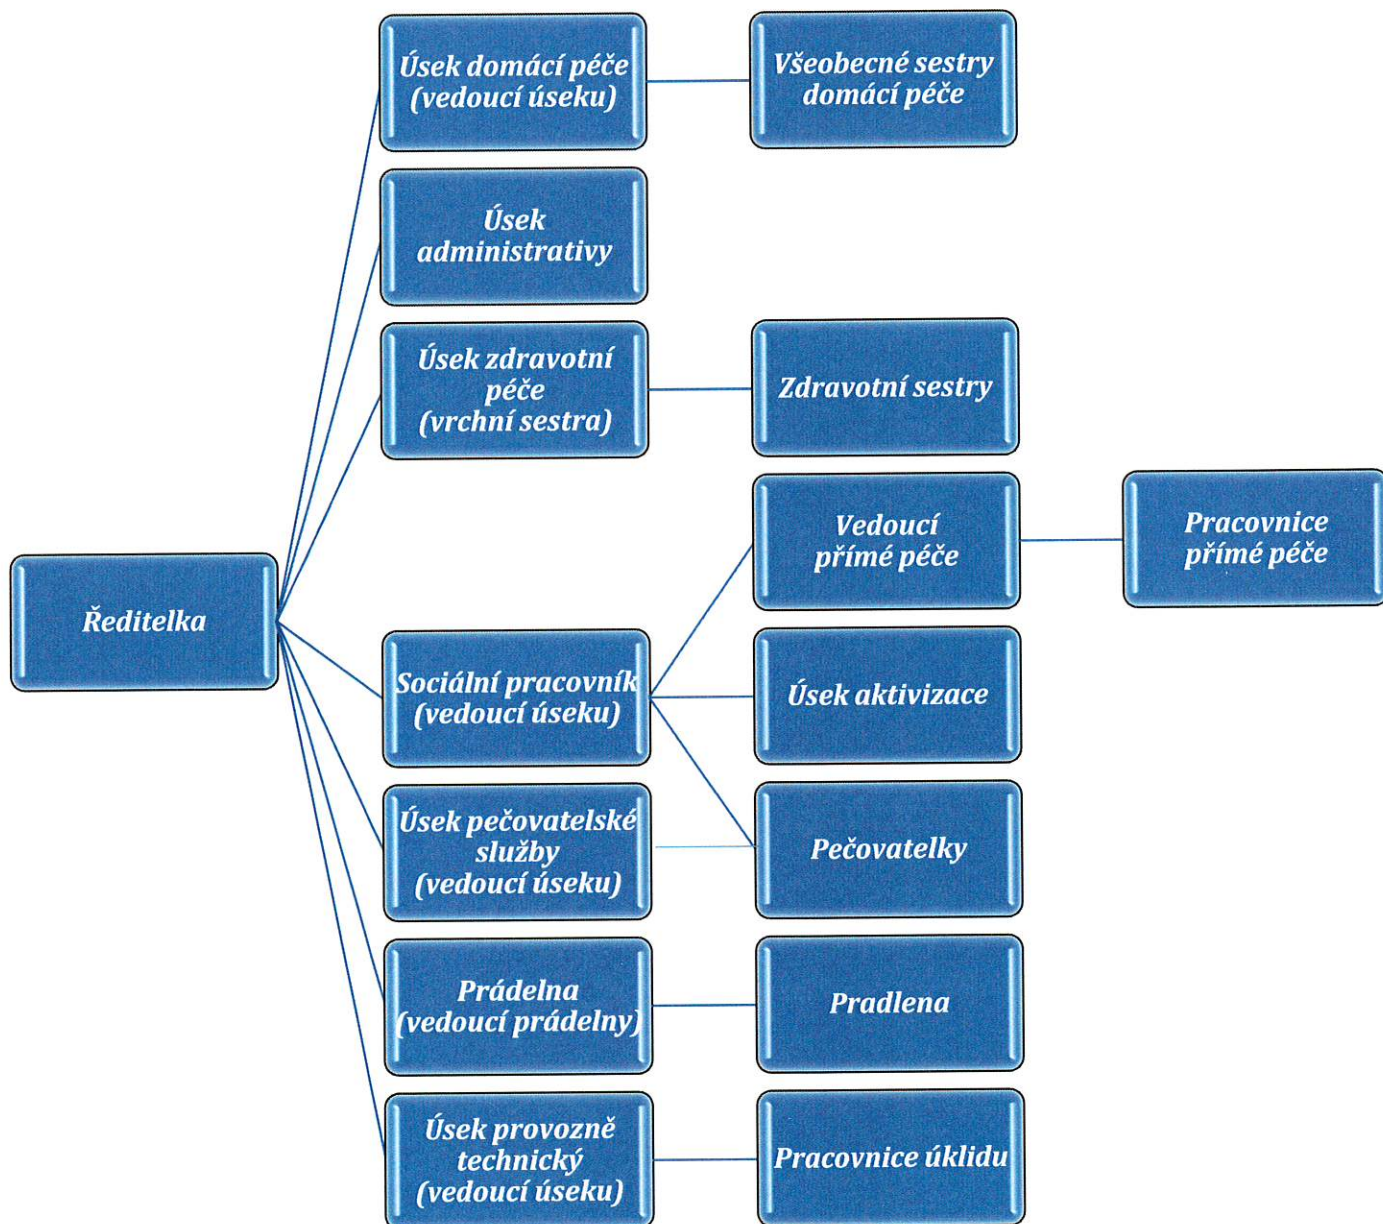 Úsek domácí péče
(vedoucí úseku)
Všeobecné sestry
domácí péče
Úsek
administrativy
Úsek zdravotní
péče
(vrchní sestra)
Zdravotní sestry
Vedoucí
přímé péče
Pracovnice
přímé péče
Ředitelka
Sociální pracovník
(vedoucí úseku)
Úsek aktivizace
Úsek pečovatelské
služby
(vedoucí úseku)
Pečovatelky
Prádelna
(vedoucí prádelny)
Pradlena
Úsek provozně
technický
(vedoucí úseku)
Pracovnice úklidu